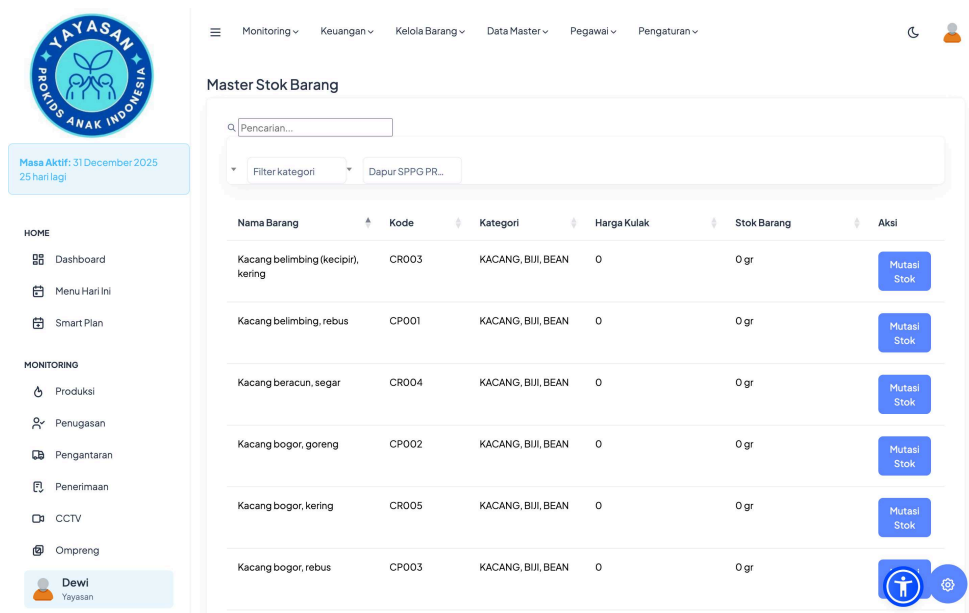 YAYASAN
PROKIDS ANAK INDONESIA
Masa Aktif: 31 December 2025
25 hari lagi
HOME
Dashboard
Menu Hari Ini
Smart Plan
MONITORING
Produksi
Penugasan
Pengantaran
Penerimaan
CCTV
Ompreng
Dewi
Yayasan
Monitoring
Keuangan
Kelola Barang
Data Master
Pegawai
Pengaturan
Master Stok Barang
Pencarian...
Filter kategori
Dapur SPPG PR...
Nama Barang Kode Kategori Harga Kulak Stok Barang Aksi
Kacang belimbing (kecipir), CR003 KACANG, BIJI, BEAN 0 0 gr Mutasi
kering Stok
Kacang belimbing, rebus CP001 KACANG, BIJI, BEAN 0 0 gr Mutasi
Stok
Kacang beracun, segar CR004 KACANG, BIJI, BEAN 0 0 gr Mutasi
Stok
Kacang bogor, goreng CP002 KACANG, BIJI, BEAN 0 0 gr Mutasi
Stok
Kacang bogor, kering CR005 KACANG, BIJI, BEAN 0 0 gr Mutasi
Stok
Kacang bogor, rebus CP003 KACANG, BIJI, BEAN 0 0 gr